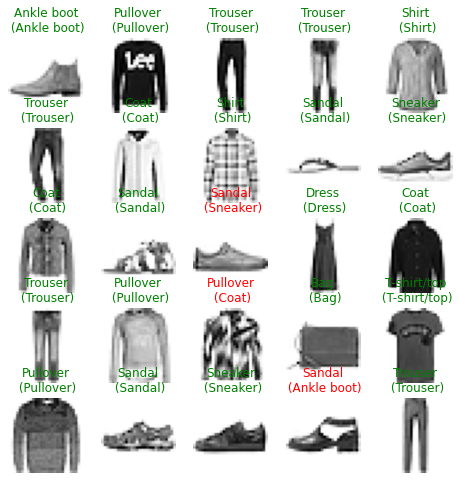 Ankle boot Pullover Trouser Trouser Shirt
(Ankle boot) (Pullover) (Trouser) (Trouser) (Shirt)
Lee
Trouser Coat Shirt Sandal Sneaker
(Trouser) (Coat) (Shirt) (Sandal) (Sneaker)
Coat Sandal Sandal Dress Coat
(Coat) (Sandal) (Sneaker) (Dress) (Coat)
Trouser Pullover Pullover Bag T-shirt/top
(Trouser) (Pullover) (Coat) (Bag) (T-shirt/top)
Pullover Sandal Sneaker Sandal Trouser
(Pullover) (Sandal) (Sneaker) (Ankle boot) (Trouser)